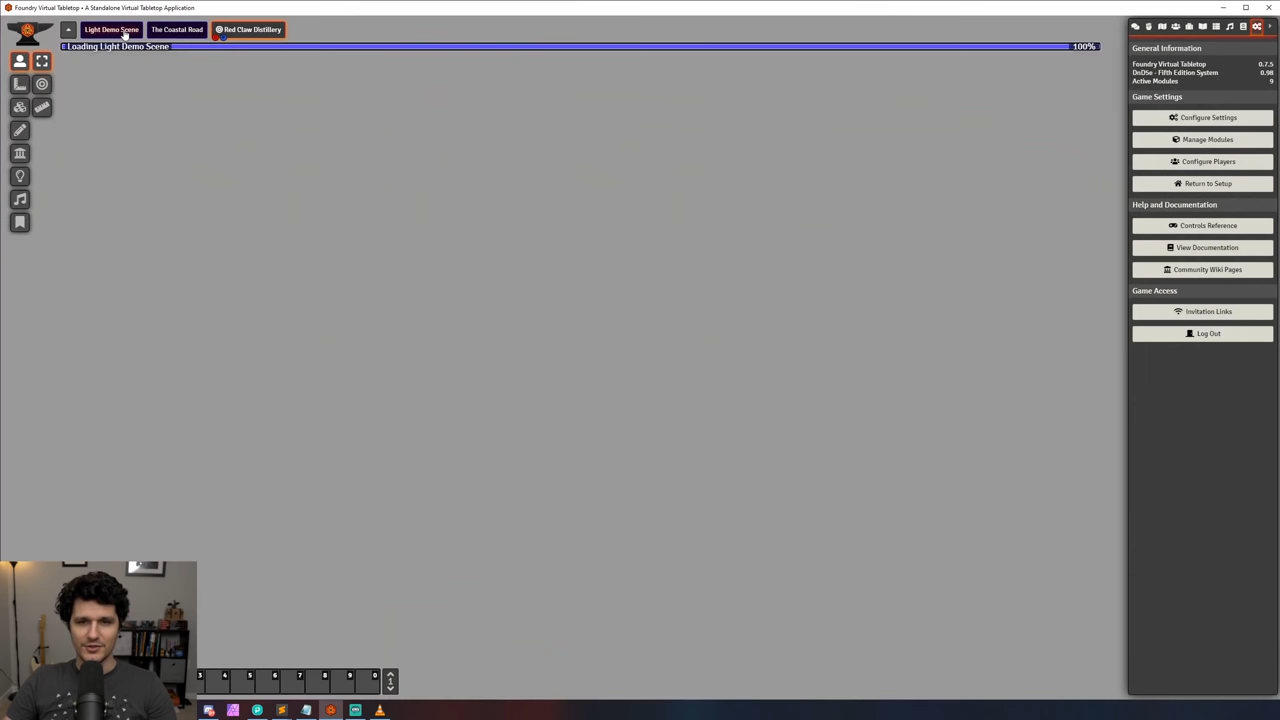 Foundry Virtual Tabletop • A Standalone Virtual Tabletop Application
Light Demo Scene
The Coastal Road
Red Claw Distillery
Loading Light Demo Scene
100%
General Information
Foundry Virtual Tabletop 0.7.5
DnD5e - Fifth Edition System 0.98
Active Modules 9
Game Settings
Configure Settings
Manage Modules
Configure Players
Return to Setup
Help and Documentation
Controls Reference
View Documentation
Community Wiki Pages
Game Access
Invitation Links
Log Out
3 4 5 6 7 8 9 0
1